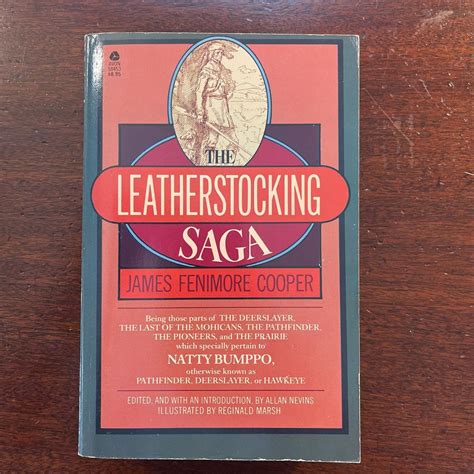 AVON
THE
LEATHERSTOCKING
SAGA
JAMES FENIMORE COOPER
Being those parts of THE DEERSLAYER,
THE LAST OF THE MOHICANS, THE PATHFINDER,
THE PIONEERS, and THE PRAIRIE
which specially pertain to
NATTY BUMPPO,
otherwise known as
PATHFINDER, DEERSLAYER, or HAWKEYE
EDITED, AND WITH AN INTRODUCTION, BY ALLAN NEVINS
ILLUSTRATED BY REGINALD MARSH